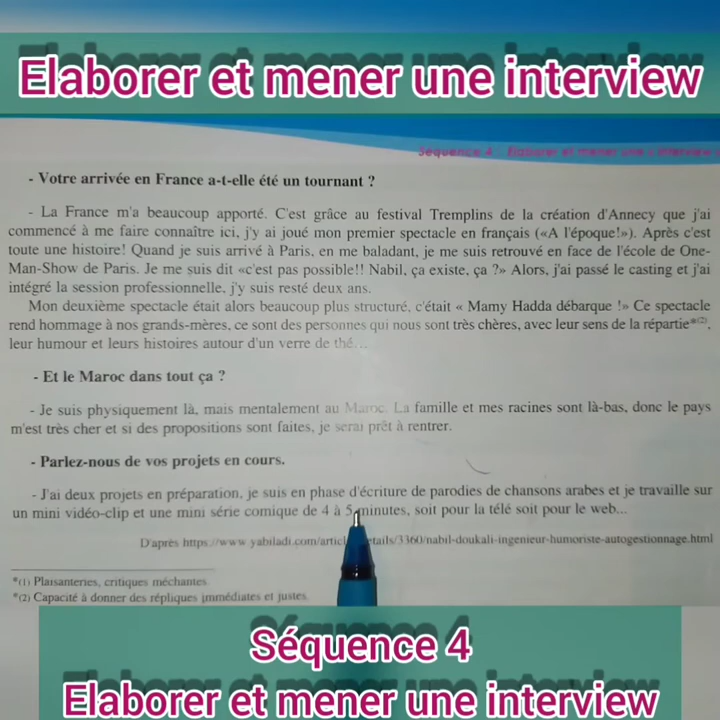 Elaborer et mener une interview
Séquence 4 Elaborer et mener une interview
- Votre arrivée en France a-t-elle été un tournant ?
- La France m'a beaucoup apporté. C'est grâce au festival Tremplins de la création d'Annecy que j'ai
commencé à me faire connaître ici, j'y ai joué mon premier spectacle en français («A l'époque!»). Après c'est
toute une histoire! Quand je suis arrivé à Paris, en me baladant, je me suis retrouvé en face de l'école de One-
Man-Show de Paris. Je me suis dit «c'est pas possible!! Nabil, ça existe, ça ?» Alors, j'ai passé le casting et j'ai
intégré la session professionnelle, j'y suis resté deux ans.
Mon deuxième spectacle était alors beaucoup plus structuré, c'était « Mamy Hadda débarque !» Ce spectacle
rend hommage à nos grands-mères, ce sont des personnes qui nous sont très chères, avec leur sens de la répartie*(2),
leur humour et leurs histoires autour d'un verre de thé...
- Et le Maroc dans tout ça ?
- Je suis physiquement là, mais mentalement au Maroc. La famille et mes racines sont là-bas, donc le pays
m'est très cher et si des propositions sont faites, je serai prêt à rentrer.
- Parlez-nous de vos projets en cours.
- J'ai deux projets en préparation, je suis en phase d'écriture de parodies de chansons arabes et je travaille sur
un mini vidéo-clip et une mini série comique de 4 à 5 minutes, soit pour la télé soit pour le web...
D'après https://www.yabiladi.com/articl etails/3360/nabil-doukali-ingenieur-humoriste-autogestionnage.html
*(1) Plaisanteries, critiques méchantes.
*(2) Capacité à donner des répliques immédiates et justes.
Séquence 4
Elaborer et mener une interview